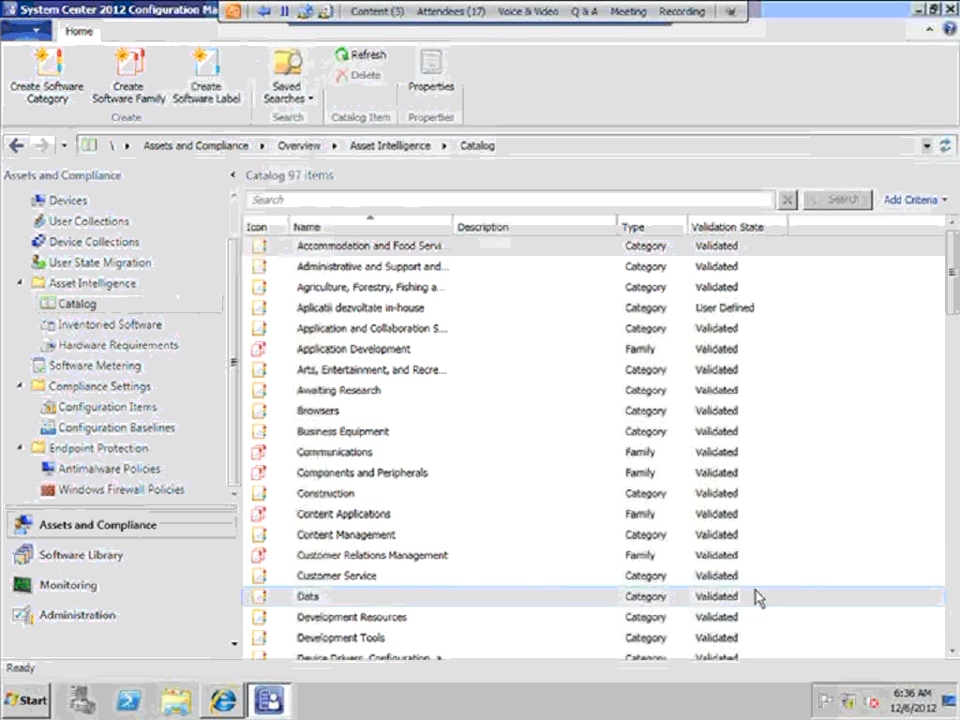 System Center 2012 Configuration Ma
Content (3) Attendees (17) Voice & Video Q & A Meeting Recording
Home
Create Software Category
Create Software Family
Create Software Label
Saved Searches
Refresh
Delete
Properties
Create
Search
Catalog Item
Properties
\ Assets and Compliance Overview Asset Intelligence Catalog
Assets and Compliance
Devices
User Collections
Device Collections
User State Migration
Asset Intelligence
Catalog
Inventoried Software
Hardware Requirements
Software Metering
Compliance Settings
Configuration Items
Configuration Baselines
Endpoint Protection
Antimalware Policies
Windows Firewall Policies
Assets and Compliance
Software Library
Monitoring
Administration
Catalog 97 items
Search Search Add Criteria
Icon Name Description Type Validation State
Accommodation and Food Servi Category Validated
Administrative and Support and... Category Validated
Agriculture, Forestry, Fishing a... Category Validated
Aplicatii dezvoltate in-house Category User Defined
Application and Collaboration S... Category Validated
Application Development Family Validated
Arts, Entertainment, and Recre... Category Validated
Awaiting Research Category Validated
Browsers Category Validated
Business Equipment Category Validated
Communications Family Validated
Components and Peripherals Family Validated
Construction Category Validated
Content Applications Family Validated
Content Management Category Validated
Customer Relations Management Family Validated
Customer Service Category Validated
Data Category Validated
Development Resources Category Validated
Development Tools Category Validated
Device Drivers, Configuration, a Category Validated
Ready
Start
6:36 AM
12/6/2012